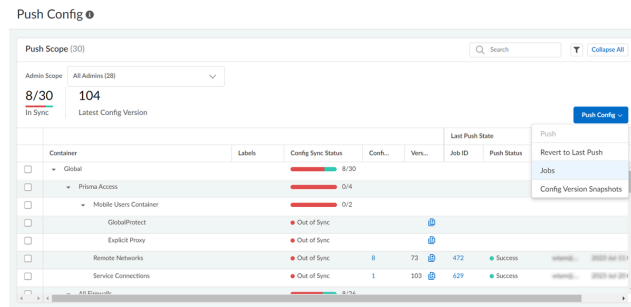 Push Config
Push Scope (30)
Search
Collapse All
Admin Scope
All Admins (28)
8/30
104
In Sync
Latest Config Version
Push Config
Push
Revert to Last Push
Jobs
Config Version Snapshots
Last Push State
Container
Labels
Config Sync Status
Confi...
Vers...
Job ID
Push Status
Global
8/30
Prisma Access
0/4
Mobile Users Container
0/2
GlobalProtect
Out of Sync
Explicit Proxy
Out of Sync
Remote Networks
Out of Sync
8
73
472
Success
Service Connections
Out of Sync
1
103
629
Success
All Firewalls
8/26